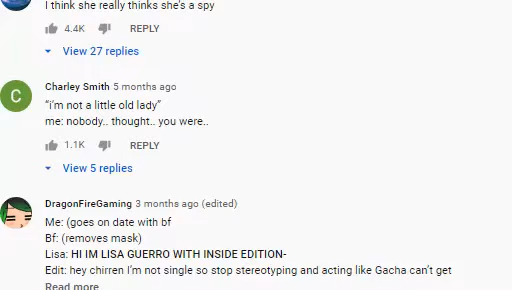 I think she really thinks she's a spy
4.4K REPLY
View 27 replies
C
Charley Smith 5 months ago
“i’m not a little old lady”
me: nobody.. thought.. you were..
1.1K REPLY
View 5 replies
DragonFireGaming 3 months ago (edited)
Me: (goes on date with bf
Bf: (removes mask)
Lisa: HI IM LISA GUERRO WITH INSIDE EDITION-
Edit: hey chirren I’m not single so stop stereotyping and acting like Gacha can’t get
Read more